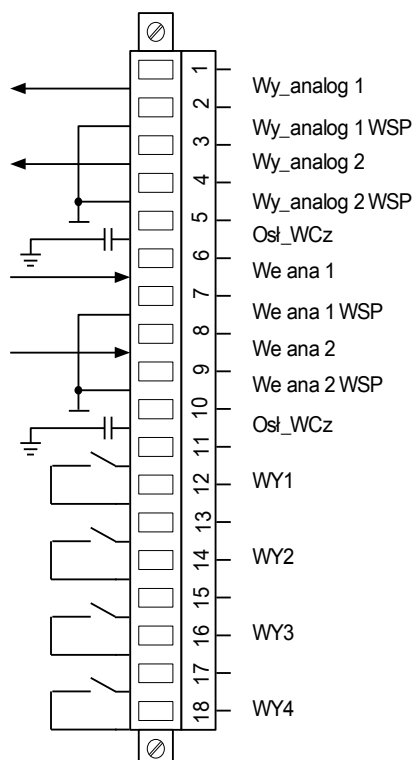 1
Wy_analog 1
2
Wy_analog 1 WSP
3
Wy_analog 2
4
Wy_analog 2 WSP
5
Osł_WCz
6
We ana 1
7
We ana 1 WSP
8
We ana 2
9
We ana 2 WSP
10
Osł_WCz
11
12
WY1
13
14
WY2
15
16
WY3
17
18
WY4